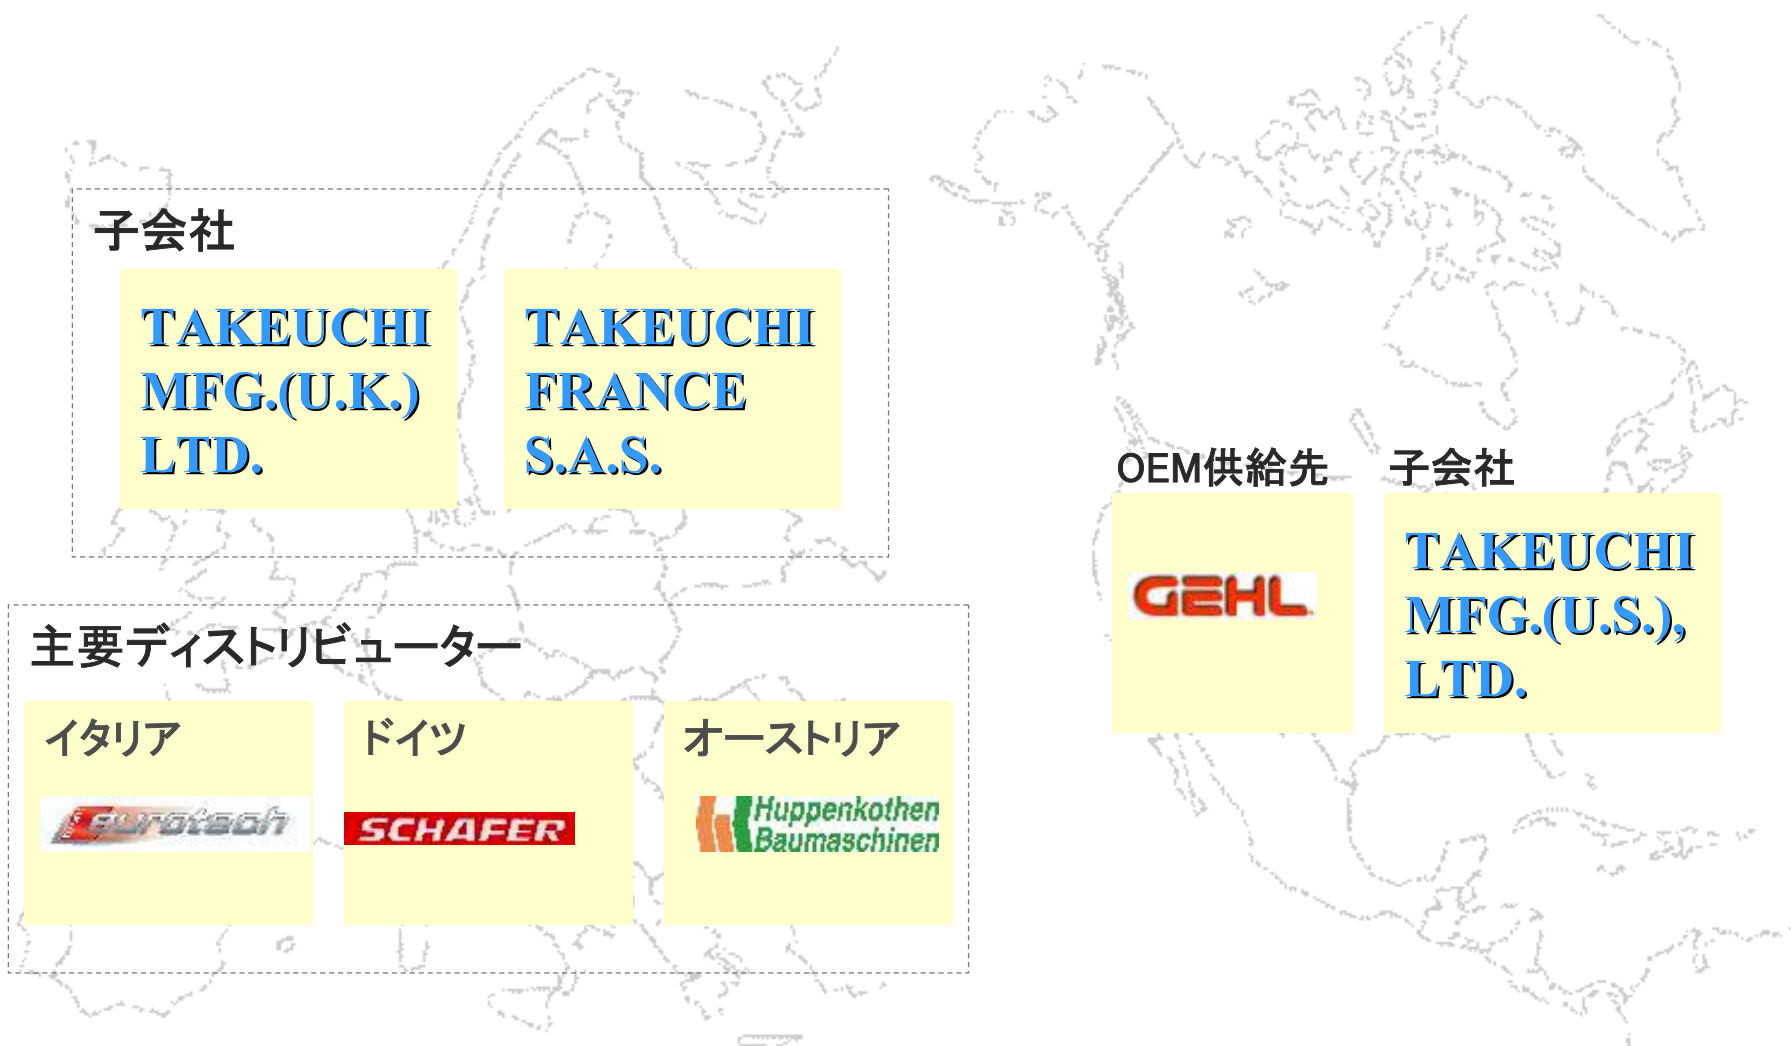 子会社
TAKEUCHI
MFG.(U.K.)
LTD.
TAKEUCHI
FRANCE
S.A.S.
主要ディストリビューター
イタリア
Eurotech
ドイツ
SCHAFER
オーストリア
Huppenkothen
Baumaschinen
OEM供給先
GEHL
子会社
TAKEUCHI
MFG.(U.S.),
LTD.